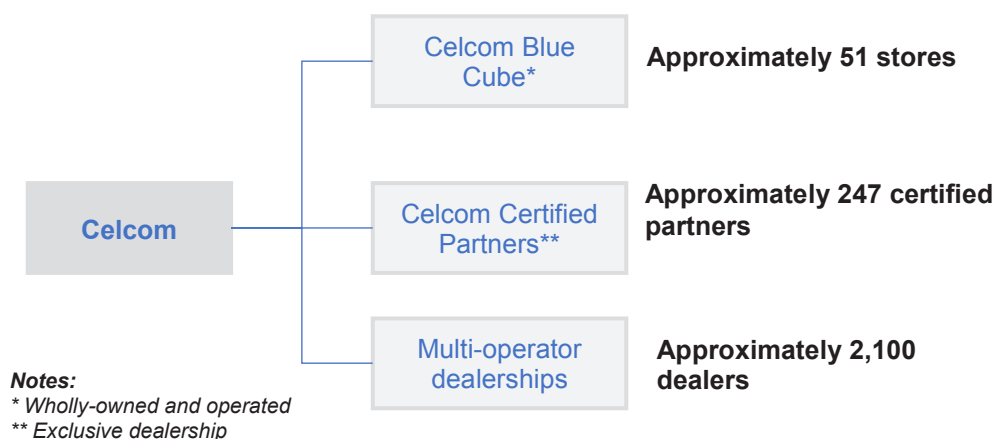 Celcom Blue
Cube*
Approximately 51 stores
Celcom
Celcom Certified
Partners**
Approximately 247 certified
partners
Multi-operator
dealerships
Approximately 2,100
dealers
Notes:
* Wholly-owned and operated
** Exclusive dealership